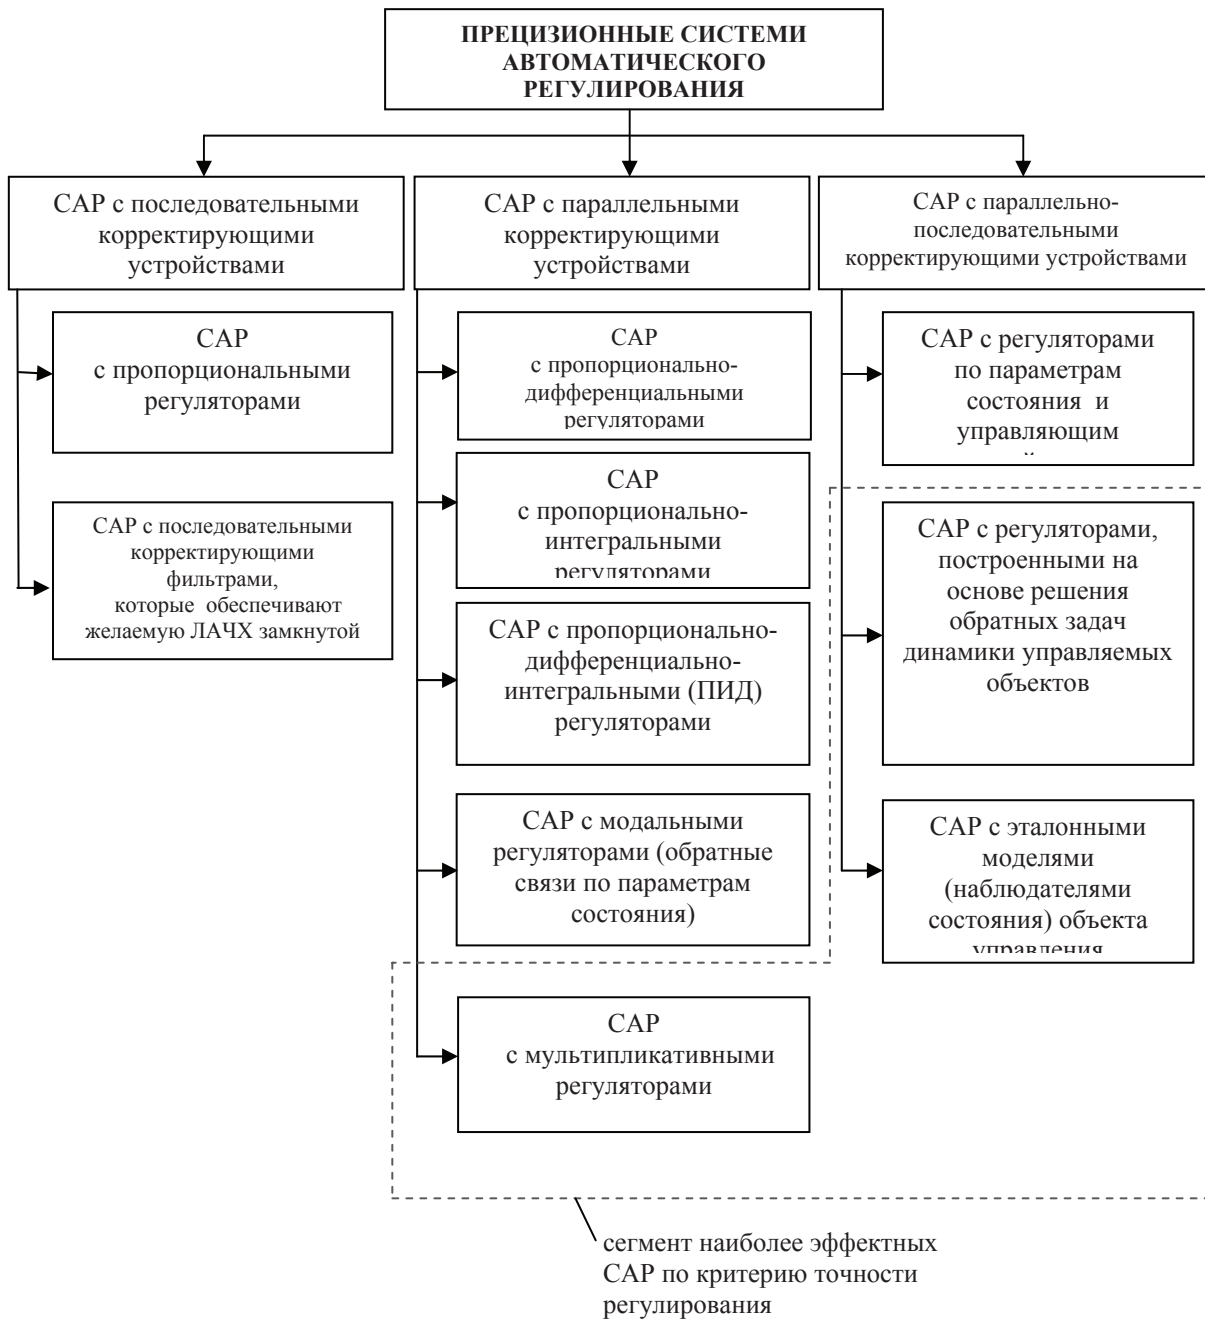 ПРЕЦИЗИОННЫЕ СИСТЕМИ
АВТОМАТИЧЕСКОГО
РЕГУЛИРОВАНИЯ
САР с последовательными
корректирующими
устройствами
САР с параллельными
корректирующими
устройствами
САР с параллельно-
последовательными
корректирующими устройствами
САР
с пропорциональными
регуляторами
САР с последовательными
корректирующими
фильтрами,
которые обеспечивают
желаемую ЛАЧХ замкнутой
САР
с пропорционально-
дифференциальными
регуляторами
САР
с пропорционально-
интегральными
регуляторами
САР с пропорционально-
дифференциально-
интегральными (ПИД)
регуляторами
САР с модальными
регуляторами (обратные
связи по параметрам
состояния)
САР
с мультипликативными
регуляторами
САР с регуляторами
по параметрам
состояния и
управляющим
САР с регуляторами,
построенными на
основе решения
обратных задач
динамики управляемых
объектов
САР с эталонными
моделями
(наблюдателями
состояния) объекта
управления
сегмент наиболее эффектных
САР по критерию точности
регулирования